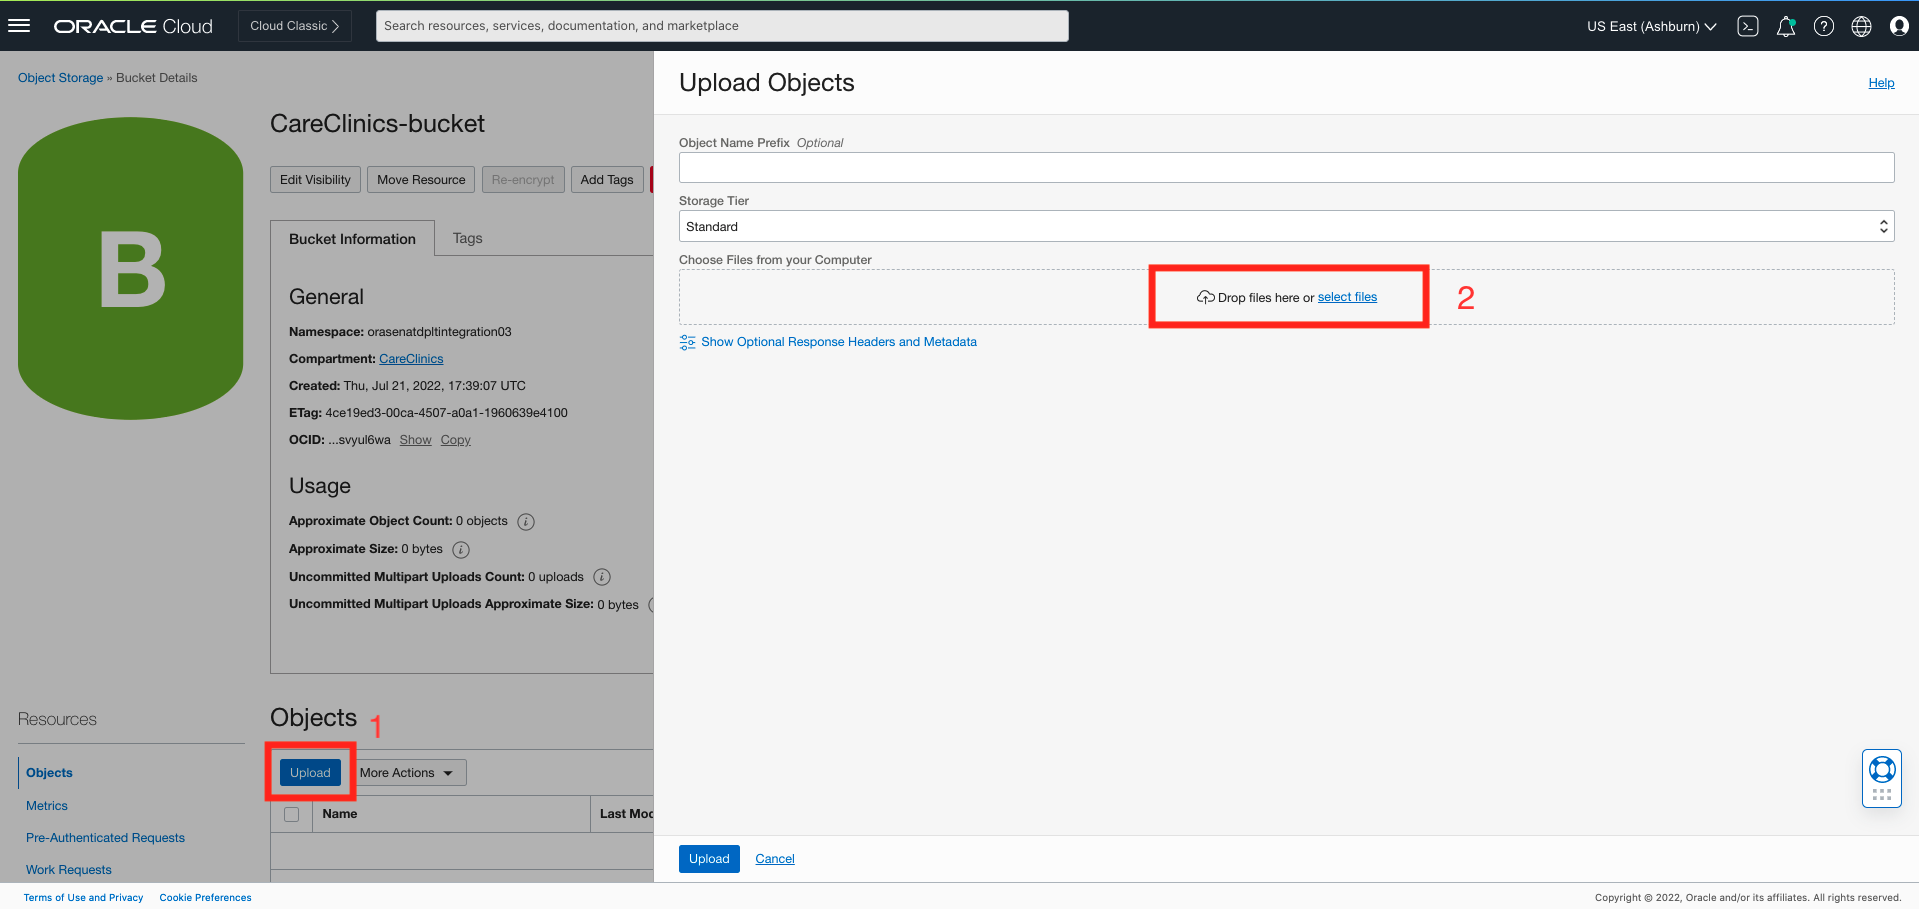 ORACLE Cloud
Cloud Classic
Search resources, services, documentation, and marketplace
US East (Ashburn)
Object Storage » Bucket Details
B
CareClinics-bucket
Edit Visibility
Move Resource
Re-encrypt
Add Tags
Bucket Information
Tags
General
Namespace: orasenatdpltintegration03
Compartment: CareClinics
Created: Thu, Jul 21, 2022, 17:39:07 UTC
ETag: 4ce19ed3-00ca-4507-a0a1-1960639e4100
OCID: ...svyul6wa Show Copy
Usage
Approximate Object Count: 0 objects
Approximate Size: 0 bytes
Uncommitted Multipart Uploads Count: 0 uploads
Uncommitted Multipart Uploads Approximate Size: 0 bytes
Resources
Objects
Metrics
Pre-Authenticated Requests
Work Requests
Objects
1
Upload
More Actions
Name
Last Moc
Upload Objects
Help
Object Name Prefix Optional
Storage Tier
Standard
Choose Files from your Computer
Drop files here or select files
2
Show Optional Response Headers and Metadata
Upload
Cancel
Terms of Use and Privacy
Cookie Preferences
Copyright © 2022, Oracle and/or its affiliates. All rights reserved.